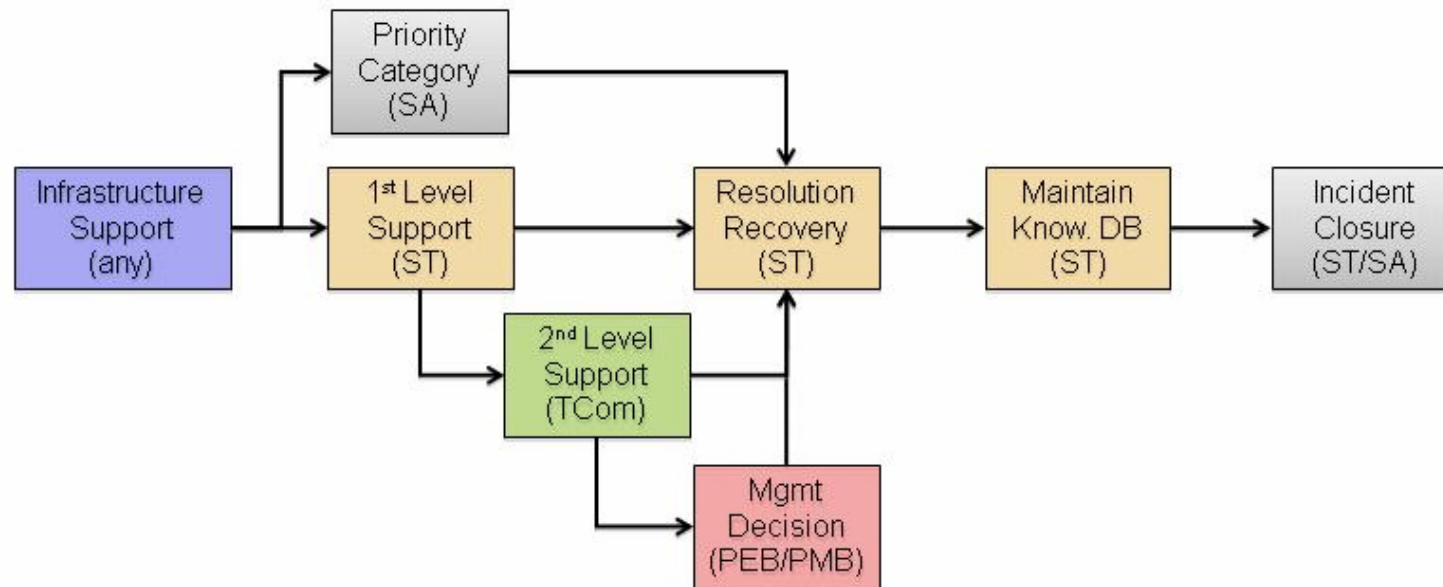 Priority
Category
(SA)
Infrastructure
Support
(any)
1st Level
Support
(ST)
Resolution
Recovery
(ST)
Maintain
Know. DB
(ST)
Incident
Closure
(ST/SA)
2nd Level
Support
(TCom)
Mgmt
Decision
(PEB/PMB)